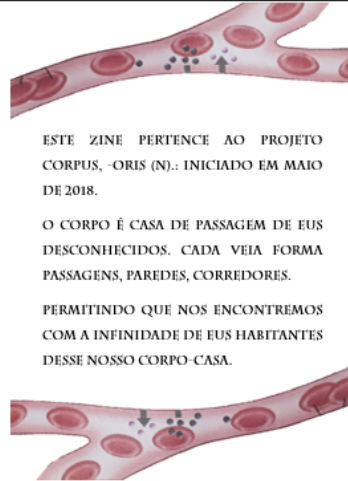 ESTE ZINE PERTENCE AO PROJETO
CORPUS, -ORIS (N).: INICIADO EM MAIO
DE 2018.
O CORPO É CASA DE PASSAGEM DE EUS
DESCONHECIDOS. CADA VEIA FORMA
PASSAGENS, PAREDES, CORREDORES.
PERMITINDO QUE NOS ENCONTREMOS
COM A INFINIDADE DE EUS HABITANTES
DESSE NOSSO CORPO-CASA.